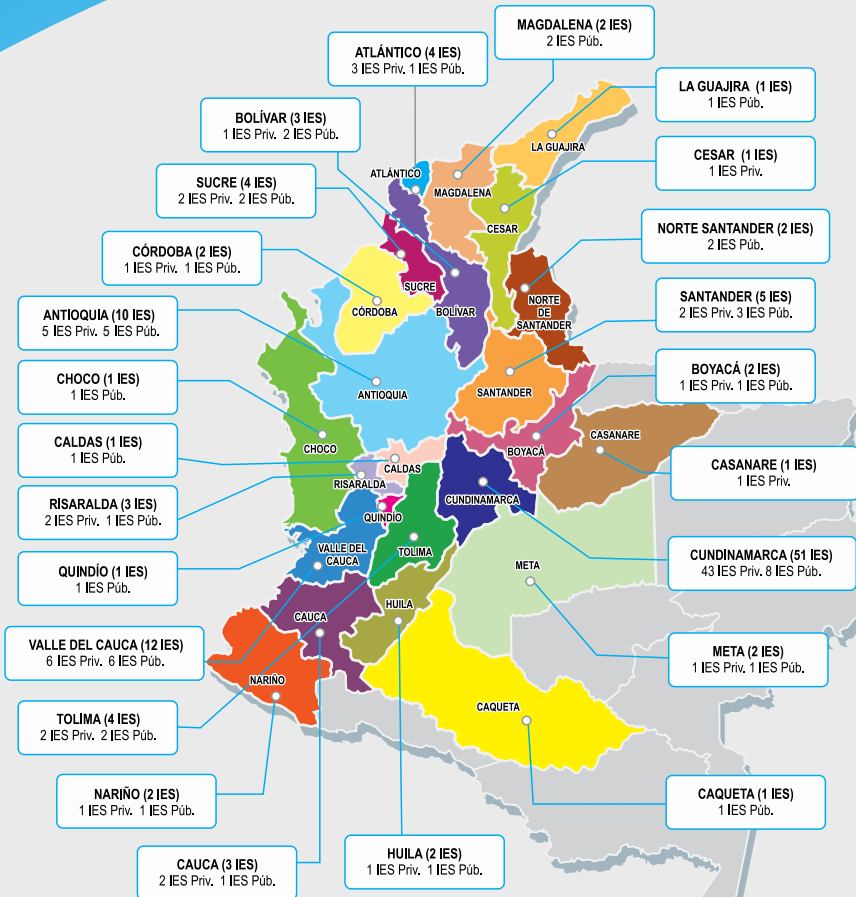 MAGDALENA (2 IES)
2 IES Púb.
ATLÁNTICO (4 IES)
3 IES Priv. 1 IES Púb.
LA GUAJIRA (1 IES)
1 IES Púb.
BOLÍVAR (3 IES)
1 IES Priv. 2 IES Púb.
CESAR (1 IES)
1 IES Priv.
SUCRE (4 IES)
2 IES Priv. 2 IES Púb.
NORTE SANTANDER (2 IES)
2 IES Púb.
CÓRDOBA (2 IES)
1 IES Priv. 1 IES Púb.
SANTANDER (5 IES)
2 IES Priv. 3 IES Púb.
ANTIOQUIA (10 IES)
5 IES Priv. 5 IES Púb.
BOYACÁ (2 IES)
1 IES Priv. 1 IES Púb.
CHOCO (1 IES)
1 IES Púb.
CALDAS (1 IES)
1 IES Púb.
CASANARE (1 IES)
1 IES Priv.
RISARALDA (3 IES)
2 IES Priv. 1 IES Púb.
CUNDINAMARCA (51 IES)
43 IES Priv. 8 IES Púb.
QUINDÍO (1 IES)
1 IES Púb.
VALLE DEL CAUCA (12 IES)
6 IES Priv. 6 IES Púb.
META (2 IES)
1 IES Priv. 1 IES Púb.
TOLIMA (4 IES)
2 IES Priv. 2 IES Púb.
NARIÑO (2 IES)
1 IES Priv. 1 IES Púb.
CAQUETA (1 IES)
1 IES Púb.
CAUCA (3 IES)
2 IES Priv. 1 IES Púb.
HUILA (2 IES)
1 IES Priv. 1 IES Púb.
LA GUAJIRA
ATLÁNTICO
MAGDALENA
CESAR
SUCRE
CÓRDOBA
BOLÍVAR
NORTE
DE
SANTANDER
ANTIOQUIA
SANTANDER
CHOCO
BOYACÁ
CASANARE
CALDAS
RISARALDA
CUNDINAMARCA
QUINDÍO
VALLE DEL
CAUCA
TOLIMA
META
HUILA
CAUCA
NARIÑO
CAQUETA